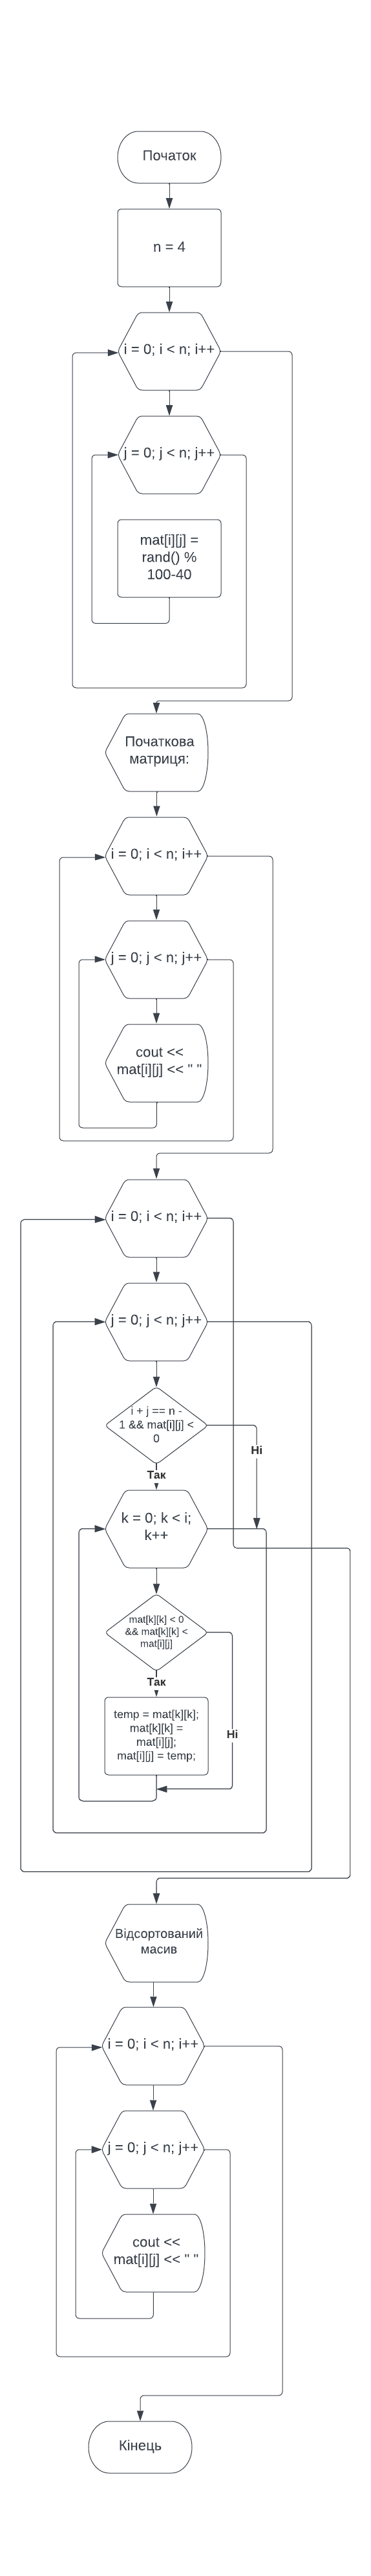 Початок
n = 4
i = 0; i < n; i++
j = 0; j < n; j++
mat[i][j] =
rand() %
100-40
Початкова
матриця:
i = 0; i < n; i++
j = 0; j < n; j++
cout <<
mat[i][j] << " "
i = 0; i < n; i++
j = 0; j < n; j++
i + j == n -
1 && mat[i][j] <
0
Ні
Так
k = 0; k < i;
k++
mat[k][k] < 0
&& mat[k][k] <
mat[i][j]
Так
temp = mat[k][k];
mat[k][k] =
mat[i][j];
mat[i][j] = temp;
Ні
Відсортований
масив
i = 0; i < n; i++
j = 0; j < n; j++
cout <<
mat[i][j] << " "
Кінець